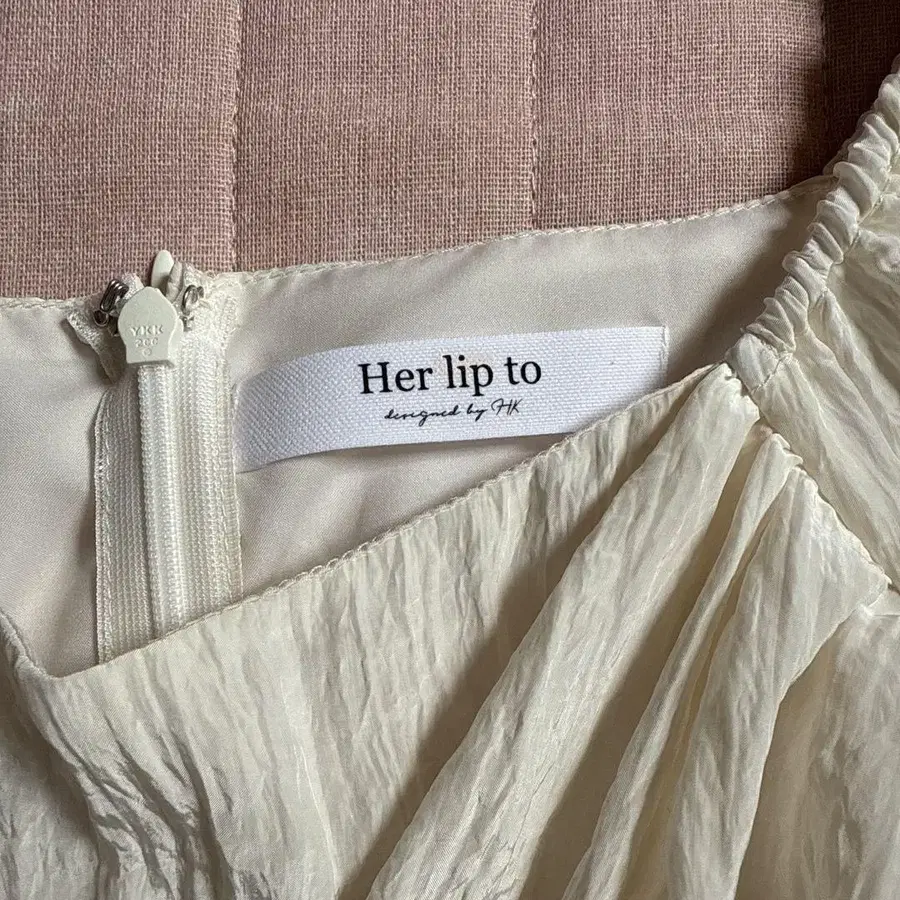 YKK
Her lip to
designed by HK